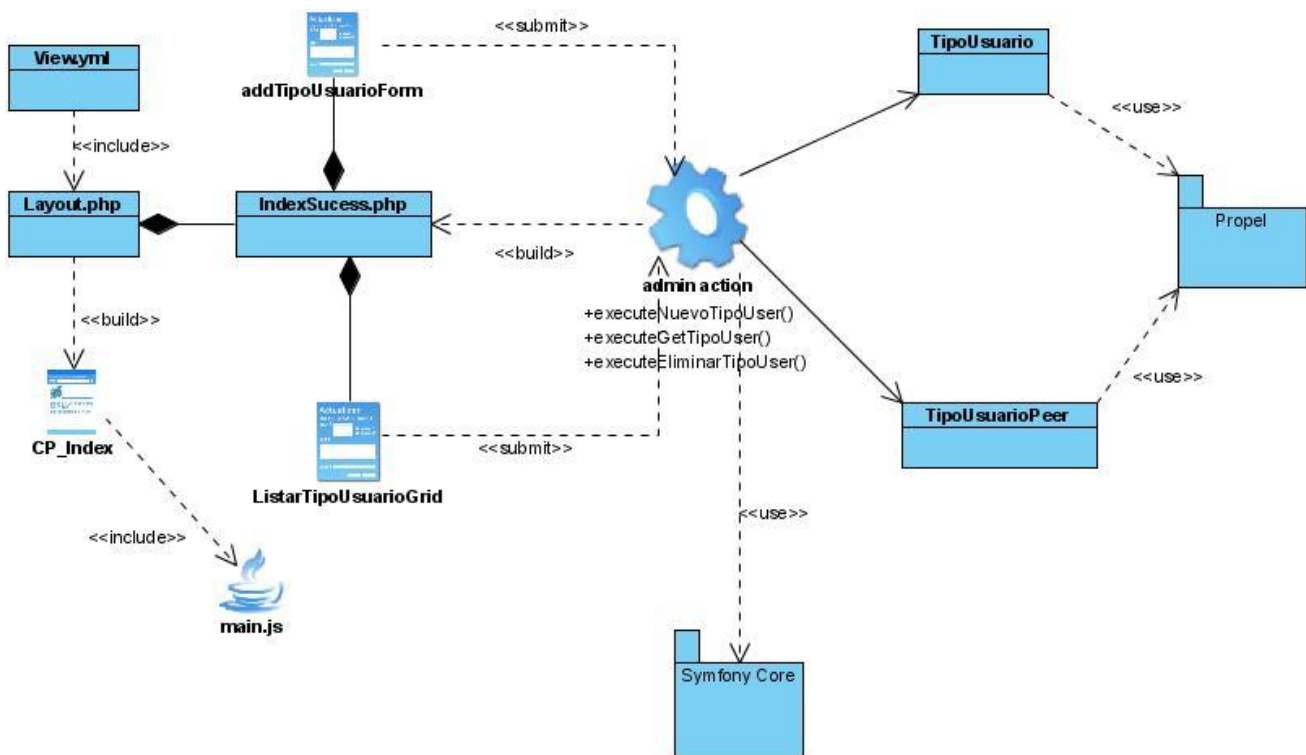 <<submit>>
addTipoUsuarioForm
View.yml
TipoUsuario
<<use>>
<<include>>
Layout.php
IndexSucess.php
Propel
<<build>>
admin action
+executeNuevoTipoUser()
+executeGetTipoUser()
+executeEliminarTipoUser()
<<build>>
<<use>>
CP_Index
Actualizar
TipoUsuarioPeer
<<submit>>
ListarTipoUsuarioGrid
<<use>>
<<include>>
main.js
Symfony Core